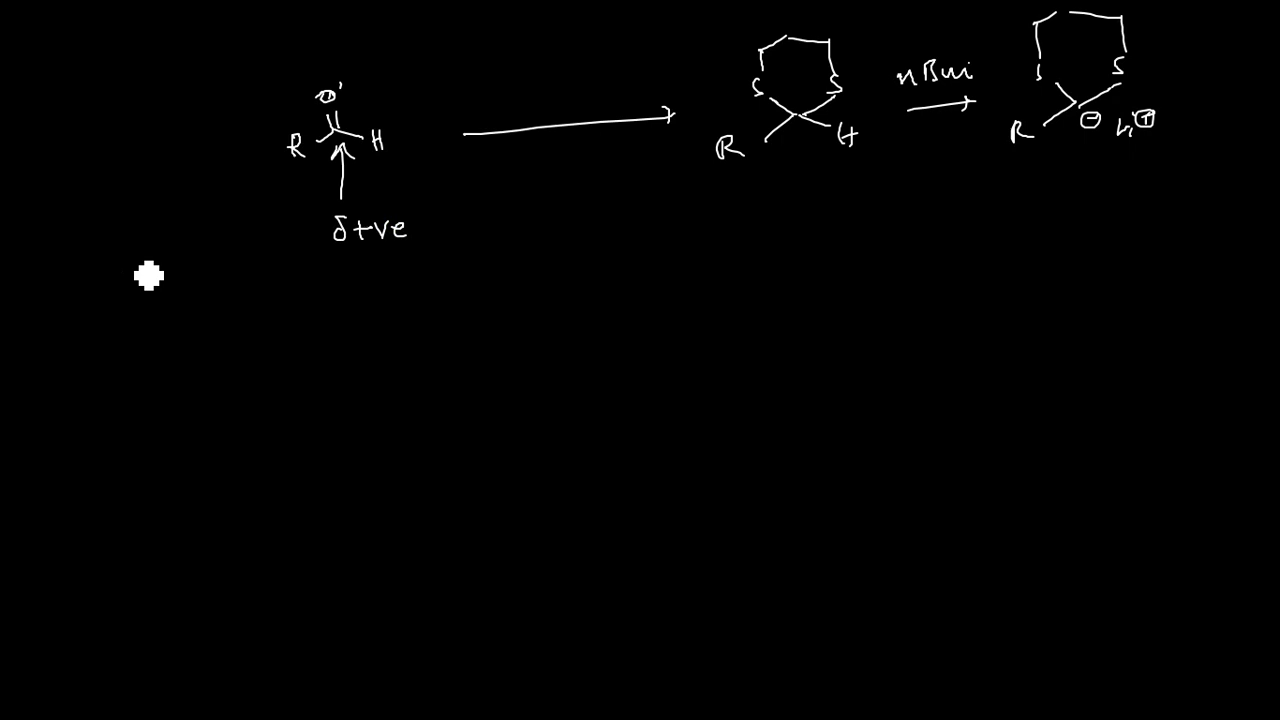 O
R H
δ+ve
S S
R H
nBuLi
S S
R ⊖ Li⊕